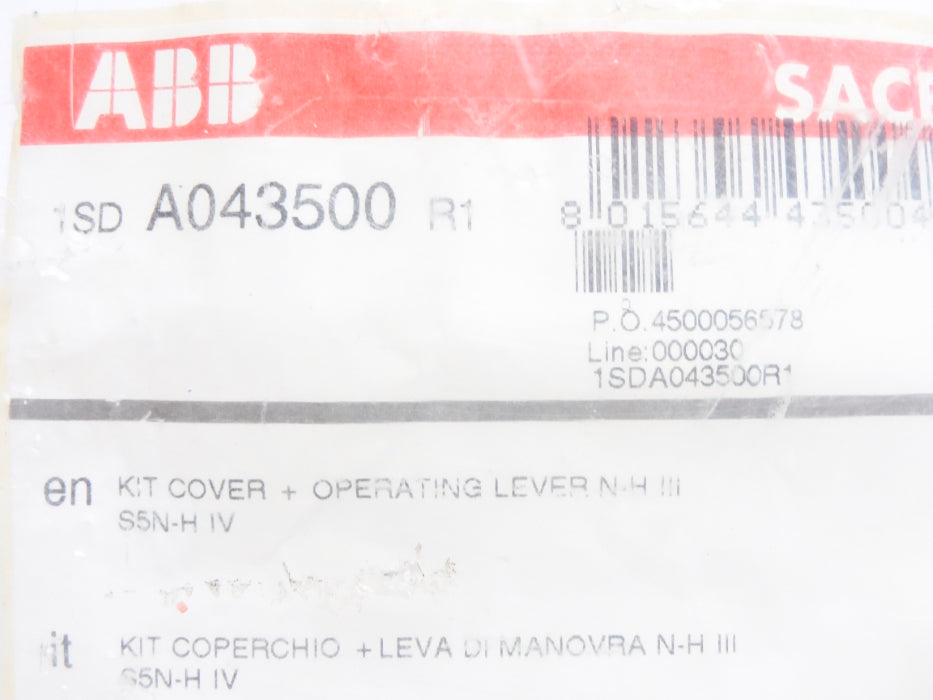 ABB SACE
1SD A043500 R1
8 015644 435004
P.O. 4500056578
Line:000030
1SDA043500R1
en KIT COVER + OPERATING LEVER N-H III
S5N-H IV
it KIT COPERCHIO + LEVA DI MANOVRA N-H III
S5N-H IV